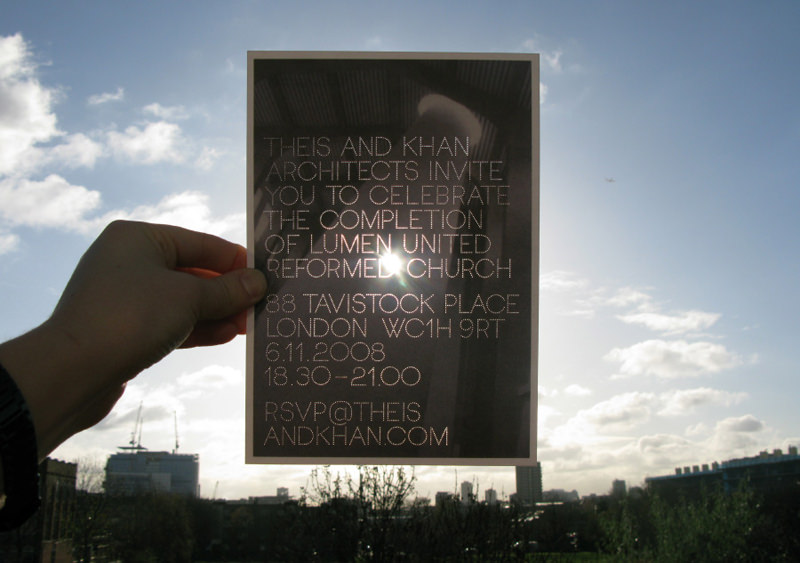 THEIS AND KHAN
ARCHITECTS INVITE
YOU TO CELEBRATE
THE COMPLETION
OF LUMEN UNITED
REFORMED CHURCH
88 TAVISTOCK PLACE
LONDON WC1H 9RT
6.11.2008
18.30–21.00
RSVP@THEIS
ANDKHAN.COM